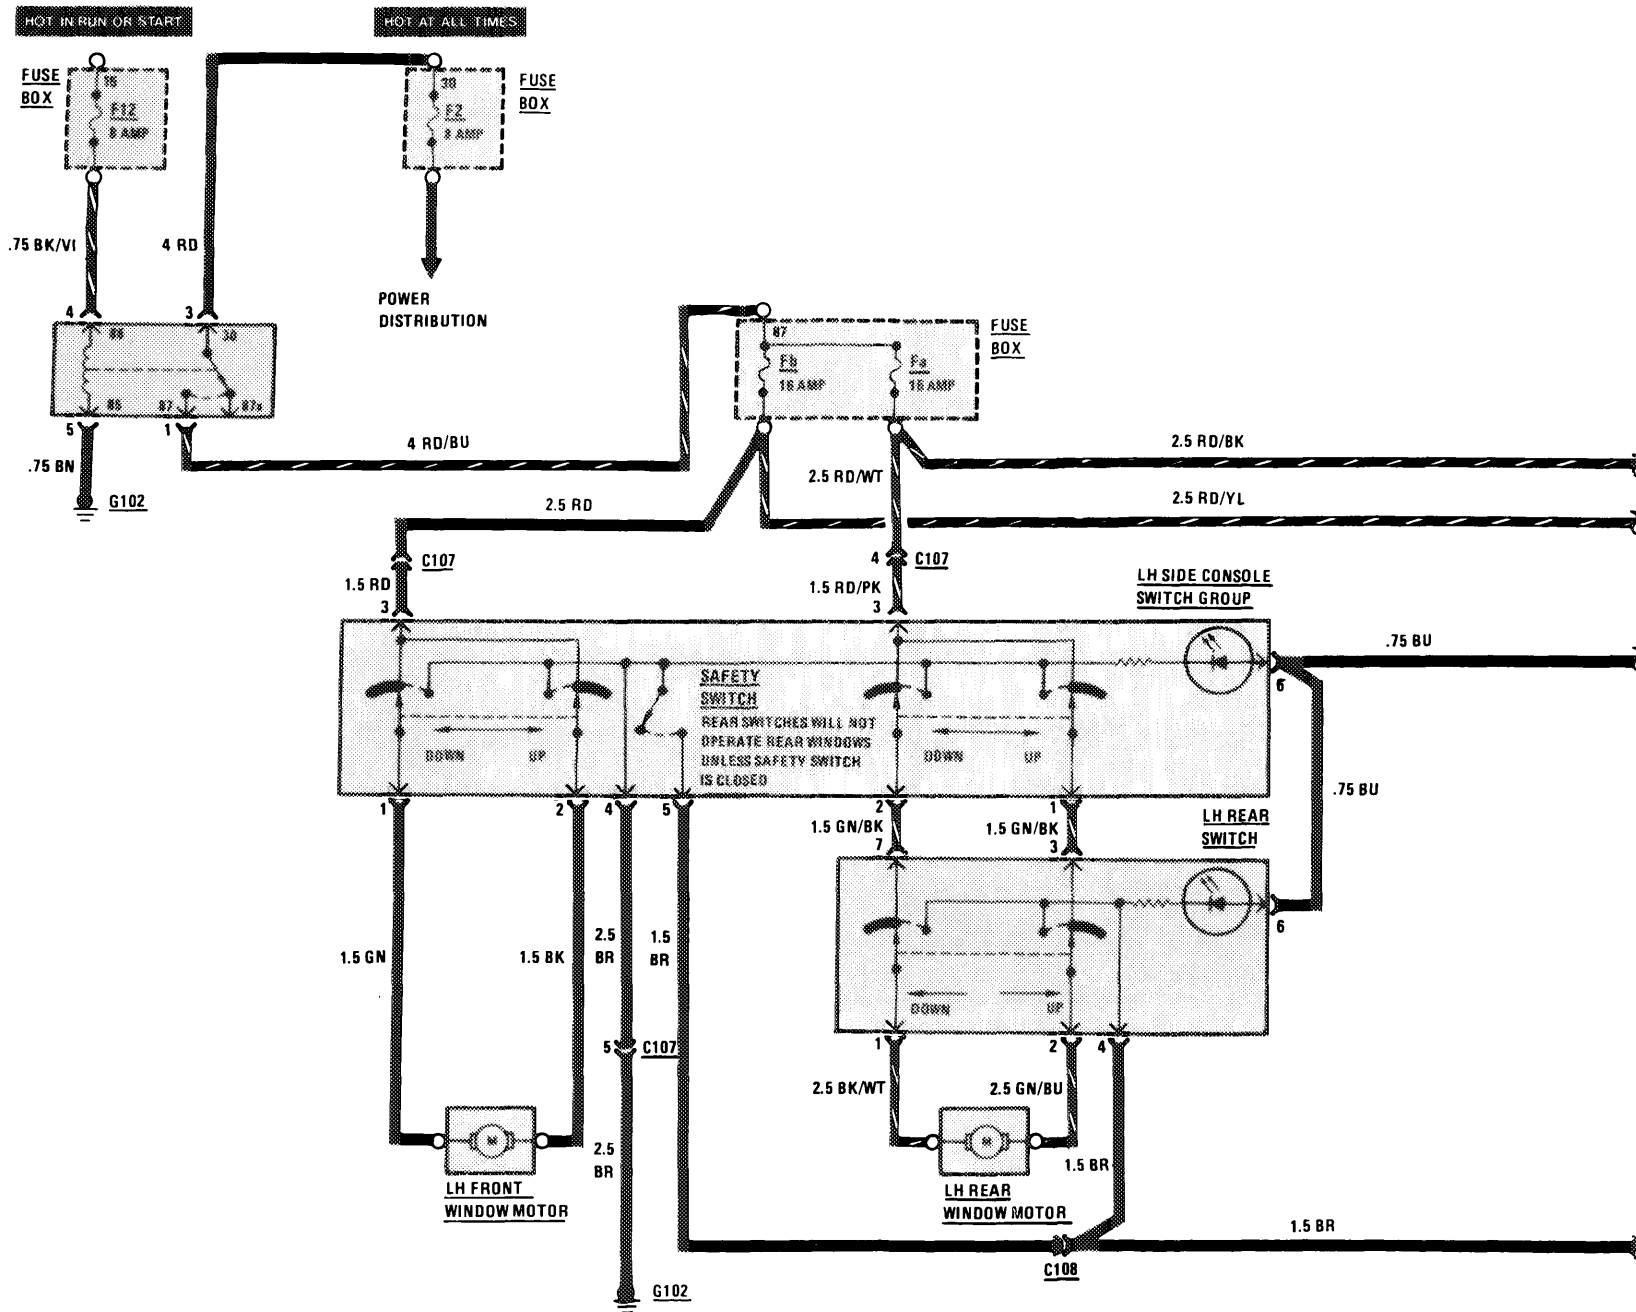 HOT IN RUN OR START
HOT AT ALL TIMES
FUSE
BOX
15
F12
8 AMP
30
F2
8 AMP
FUSE
BOX
.75 BK/VI
4 RD
POWER
DISTRIBUTION
4
3
86
30
85
87
87a
5
1
.75 BN
G102
4 RD/BU
87
Fb
16 AMP
Fa
16 AMP
FUSE
BOX
2.5 RD/BK
2.5 RD/WT
2.5 RD
2.5 RD/YL
C107
4
C107
1.5 RD
3
1.5 RD/PK
3
LH SIDE CONSOLE
SWITCH GROUP
.75 BU
6
SAFETY
SWITCH
REAR SWITCHES WILL NOT
OPERATE REAR WINDOWS
UNLESS SAFETY SWITCH
IS CLOSED
DOWN
UP
DOWN
UP
.75 BU
1
2
4
5
2
1
1.5 GN/BK
7
1.5 GN/BK
3
LH REAR
SWITCH
6
1.5 GN
1.5 BK
2.5
BR
1.5
BR
DOWN
UP
5
C107
1
2
4
2.5 BK/WT
2.5 GN/BU
M
M
2.5
BR
1.5 BR
LH FRONT
WINDOW MOTOR
LH REAR
WINDOW MOTOR
1.5 BR
C108
G102